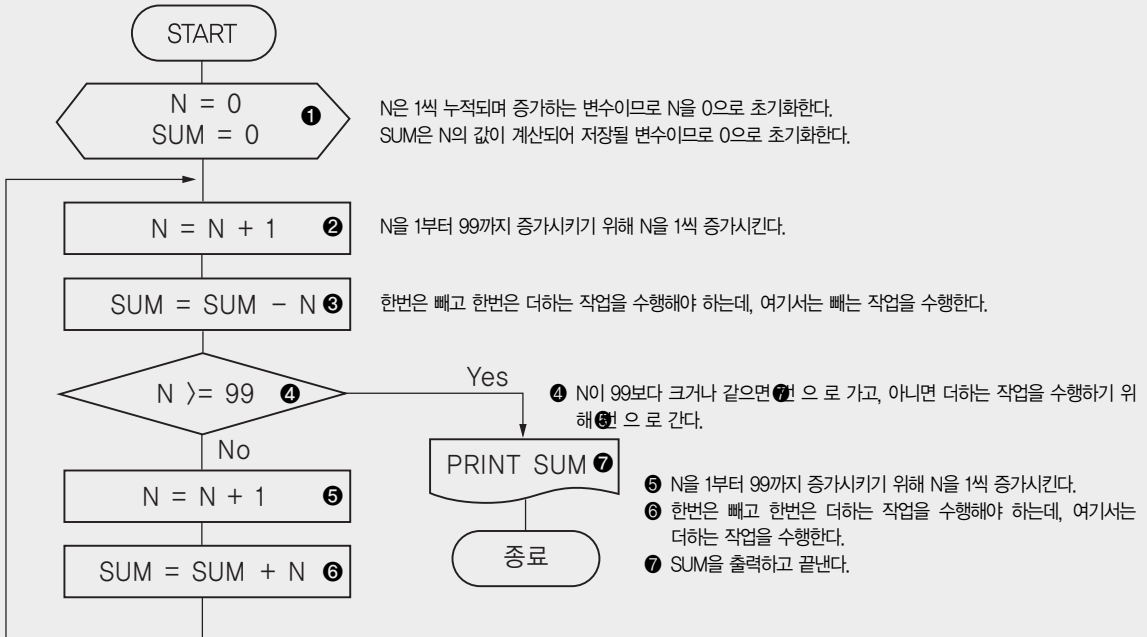 START
N = 0
SUM = 0 ❶
N은 1씩 누적되며 증가하는 변수이므로 N을 0으로 초기화한다.
SUM은 N의 값이 계산되어 저장될 변수이므로 0으로 초기화한다.
N = N + 1 ❷
N을 1부터 99까지 증가시키기 위해 N을 1씩 증가시킨다.
SUM = SUM - N ❸
한번은 빼고 한번은 더하는 작업을 수행해야 하는데, 여기서는 빼는 작업을 수행한다.
N >= 99 ❹
Yes
No
❹ N이 99보다 크거나 같으면 ❼번 으 로 가고, 아니면 더하는 작업을 수행하기 위
해 ❺번 으 로 간다.
PRINT SUM ❼
N = N + 1 ❺
SUM = SUM + N ❻
종료
❺ N을 1부터 99까지 증가시키기 위해 N을 1씩 증가시킨다.
❻ 한번은 빼고 한번은 더하는 작업을 수행해야 하는데, 여기서는
더하는 작업을 수행한다.
❼ SUM을 출력하고 끝낸다.